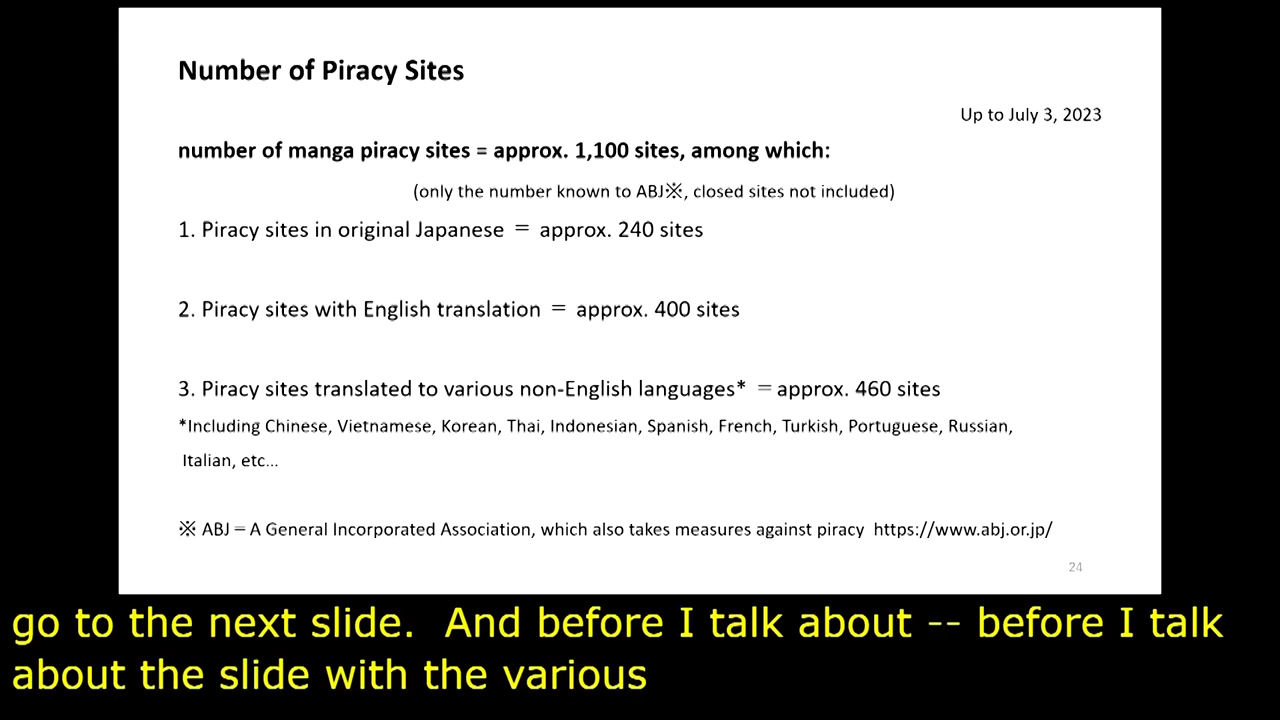 Number of Piracy Sites
Up to July 3, 2023
number of manga piracy sites = approx. 1,100 sites, among which:
(only the number known to ABJ※, closed sites not included)
1. Piracy sites in original Japanese ＝ approx. 240 sites
2. Piracy sites with English translation ＝ approx. 400 sites
3. Piracy sites translated to various non-English languages* ＝approx. 460 sites
*Including Chinese, Vietnamese, Korean, Thai, Indonesian, Spanish, French, Turkish, Portuguese, Russian,
Italian, etc...
※ ABJ = A General Incorporated Association, which also takes measures against piracy https://www.abj.or.jp/
24
go to the next slide. And before I talk about -- before I talk
about the slide with the various